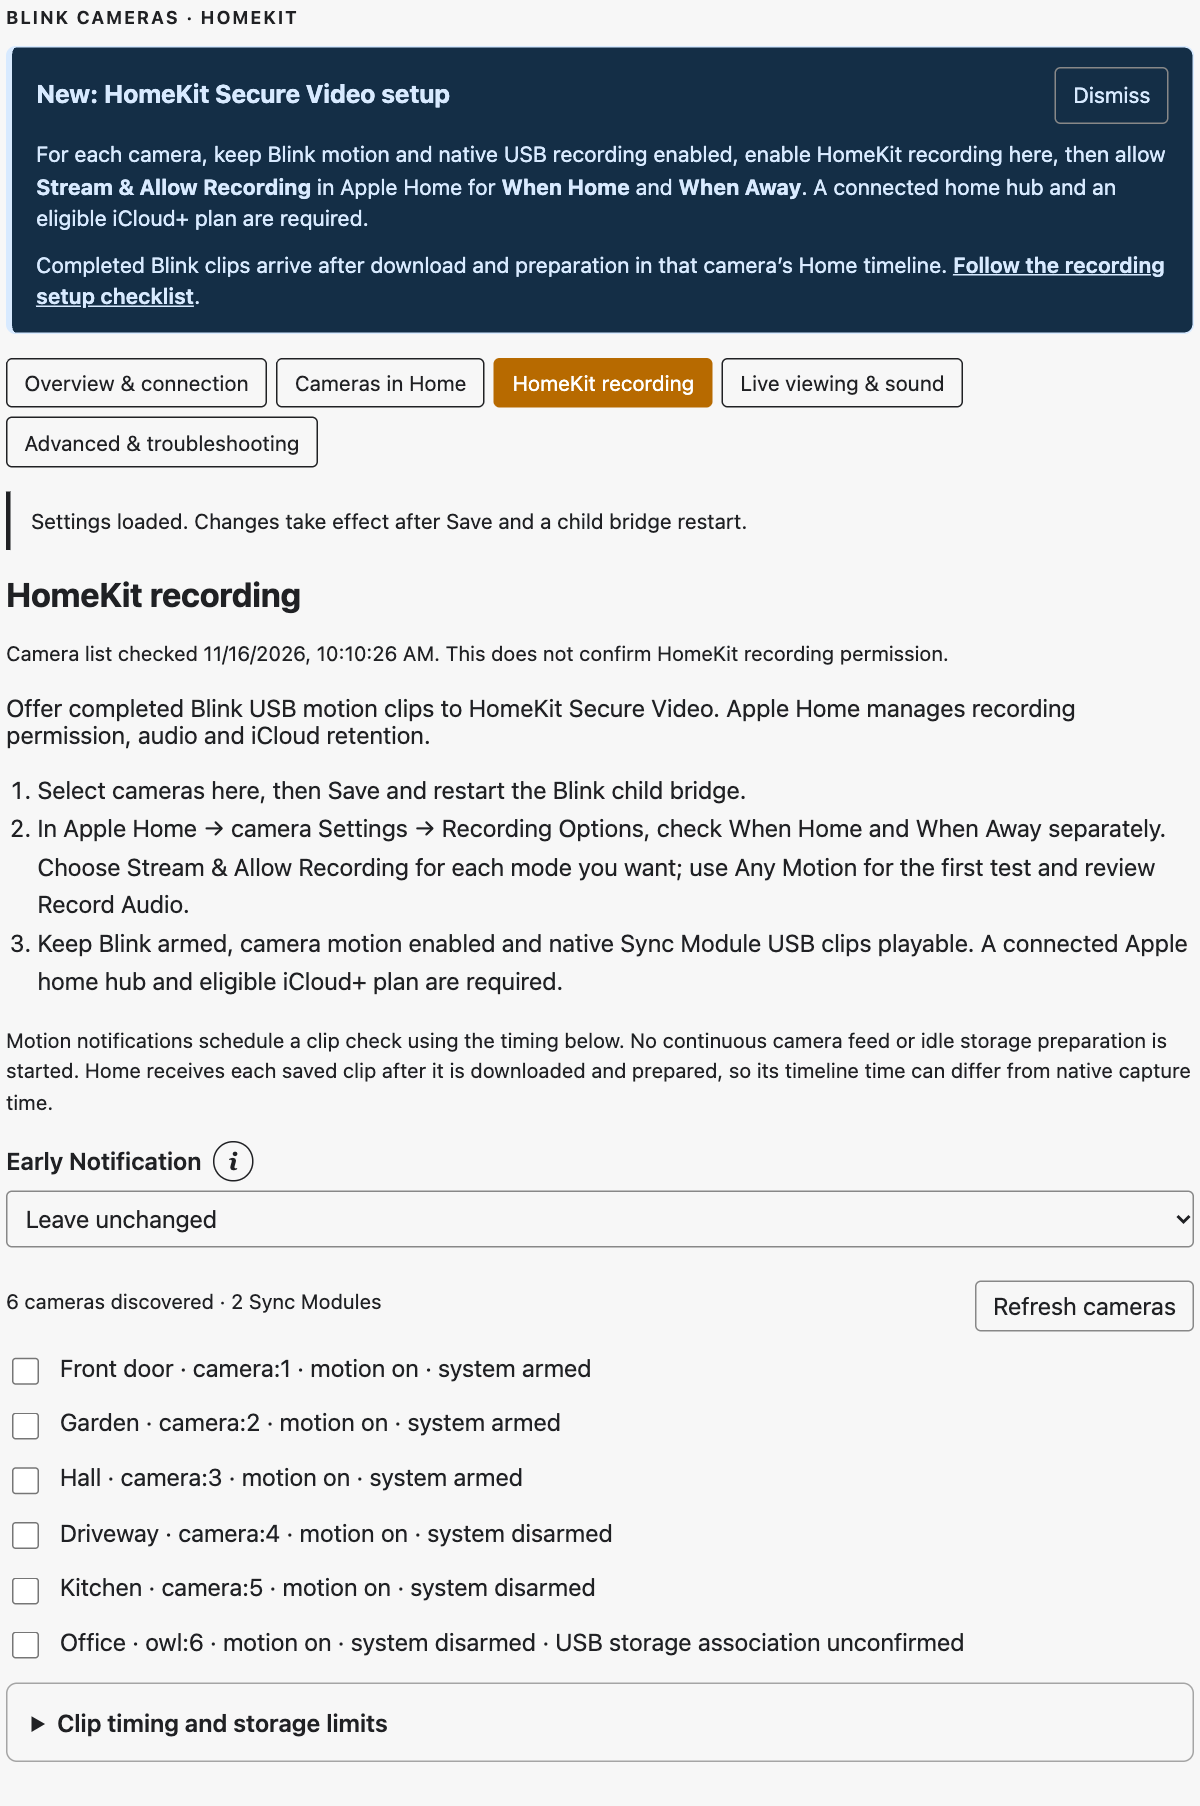 BLINK CAMERAS · HOMEKIT
New: HomeKit Secure Video setup
Dismiss
For each camera, keep Blink motion and native USB recording enabled, enable HomeKit recording here, then allow
Stream & Allow Recording in Apple Home for When Home and When Away. A connected home hub and an
eligible iCloud+ plan are required.
Completed Blink clips arrive after download and preparation in that camera’s Home timeline. Follow the recording
setup checklist.
Overview & connection
Cameras in Home
HomeKit recording
Live viewing & sound
Advanced & troubleshooting
Settings loaded. Changes take effect after Save and a child bridge restart.
HomeKit recording
Camera list checked 11/16/2026, 10:10:26 AM. This does not confirm HomeKit recording permission.
Offer completed Blink USB motion clips to HomeKit Secure Video. Apple Home manages recording
permission, audio and iCloud retention.
1. Select cameras here, then Save and restart the Blink child bridge.
2. In Apple Home → camera Settings → Recording Options, check When Home and When Away separately.
Choose Stream & Allow Recording for each mode you want; use Any Motion for the first test and review
Record Audio.
3. Keep Blink armed, camera motion enabled and native Sync Module USB clips playable. A connected Apple
home hub and eligible iCloud+ plan are required.
Motion notifications schedule a clip check using the timing below. No continuous camera feed or idle storage preparation is
started. Home receives each saved clip after it is downloaded and prepared, so its timeline time can differ from native capture
time.
Early Notification i
Leave unchanged
6 cameras discovered · 2 Sync Modules
Refresh cameras
Front door · camera:1 · motion on · system armed
Garden · camera:2 · motion on · system armed
Hall · camera:3 · motion on · system armed
Driveway · camera:4 · motion on · system disarmed
Kitchen · camera:5 · motion on · system disarmed
Office · owl:6 · motion on · system disarmed · USB storage association unconfirmed
▶ Clip timing and storage limits